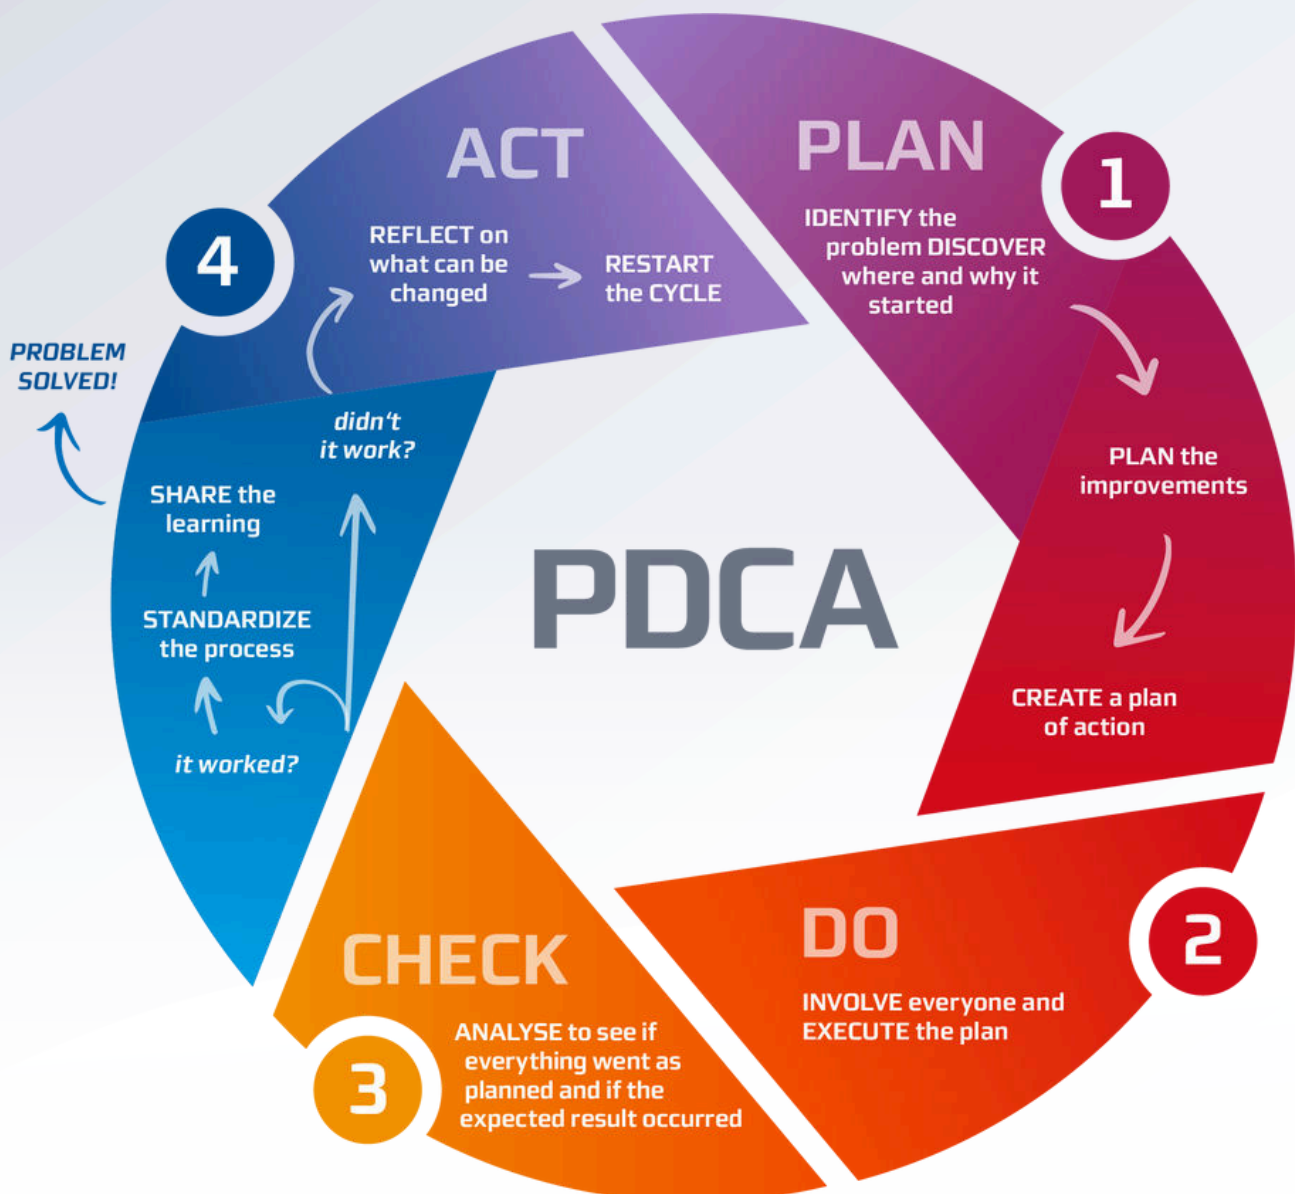 PDCA
PLAN
1
IDENTIFY the
problem DISCOVER
where and why it
started
PLAN the
improvements
CREATE a plan
of action
DO
2
INVOLVE everyone and
EXECUTE the plan
CHECK
3
ANALYSE to see if
everything went as
planned and if the
expected result occurred
ACT
4
it worked?
STANDARDIZE
the process
SHARE the
learning
PROBLEM
SOLVED!
didn‘t
it work?
REFLECT on
what can be
changed
RESTART
the CYCLE